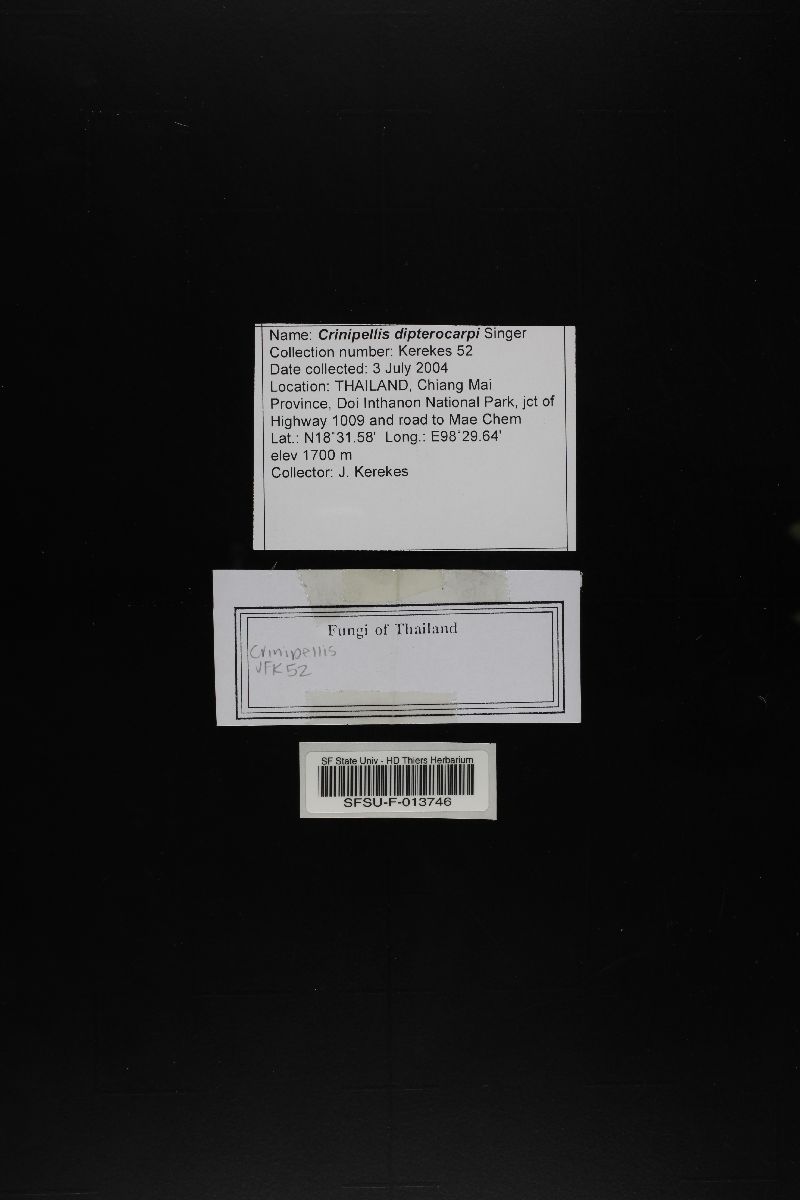 Name: Crinipellis dipterocarpi Singer
Collection number: Kerekes 52
Date collected: 3 July 2004
Location: THAILAND, Chiang Mai
Province, Doi Inthanon National Park, jct of
Highway 1009 and road to Mae Chem
Lat.: N18°31.58' Long.: E98°29.64'
elev 1700 m
Collector: J. Kerekes
Fungi of Thailand
Crinipellis
JFK 52
SF State Univ - HD Thiers Herbarium
SFSU-F-013746